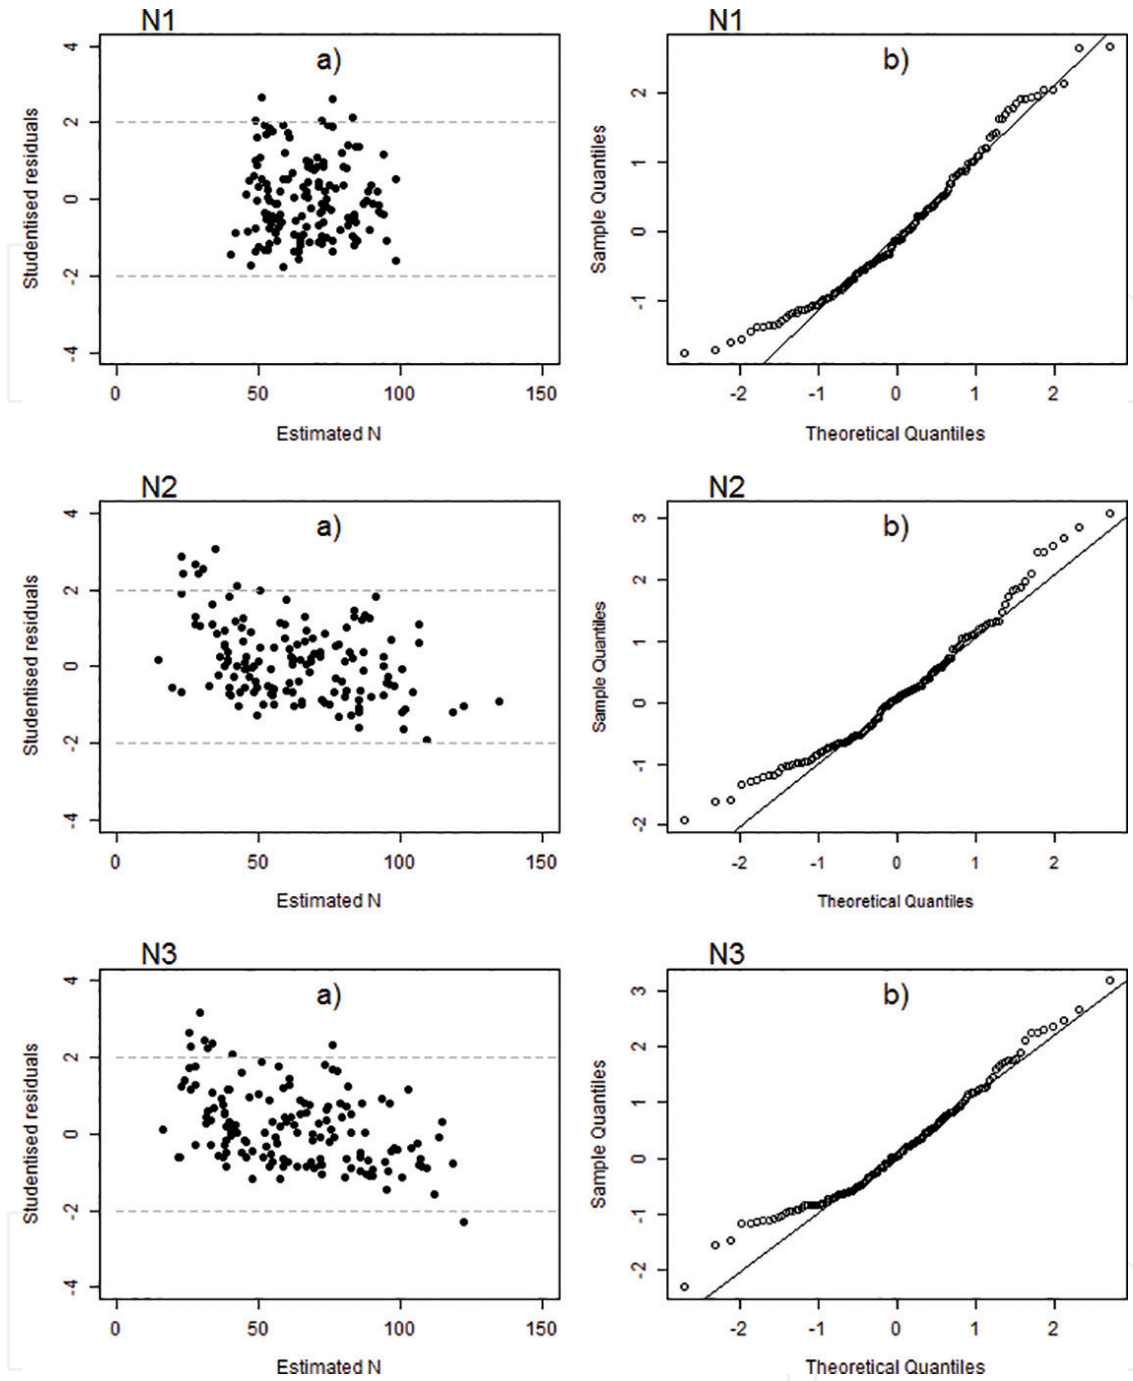 N1
a)
Studentised residuals
4
2
0
-2
-4
0 50 100 150
Estimated N
N1
b)
Sample Quantiles
2
1
0
-1
-2 -1 0 1 2
Theoretical Quantiles
N2
a)
Studentised residuals
4
2
0
-2
-4
0 50 100 150
Estimated N
N2
b)
Sample Quantiles
3
2
1
0
-1
-2
-2 -1 0 1 2
Theoretical Quantiles
N3
a)
Studentised residuals
4
2
0
-2
-4
0 50 100 150
Estimated N
N3
b)
Sample Quantiles
3
2
1
0
-1
-2
-2 -1 0 1 2
Theoretical Quantiles